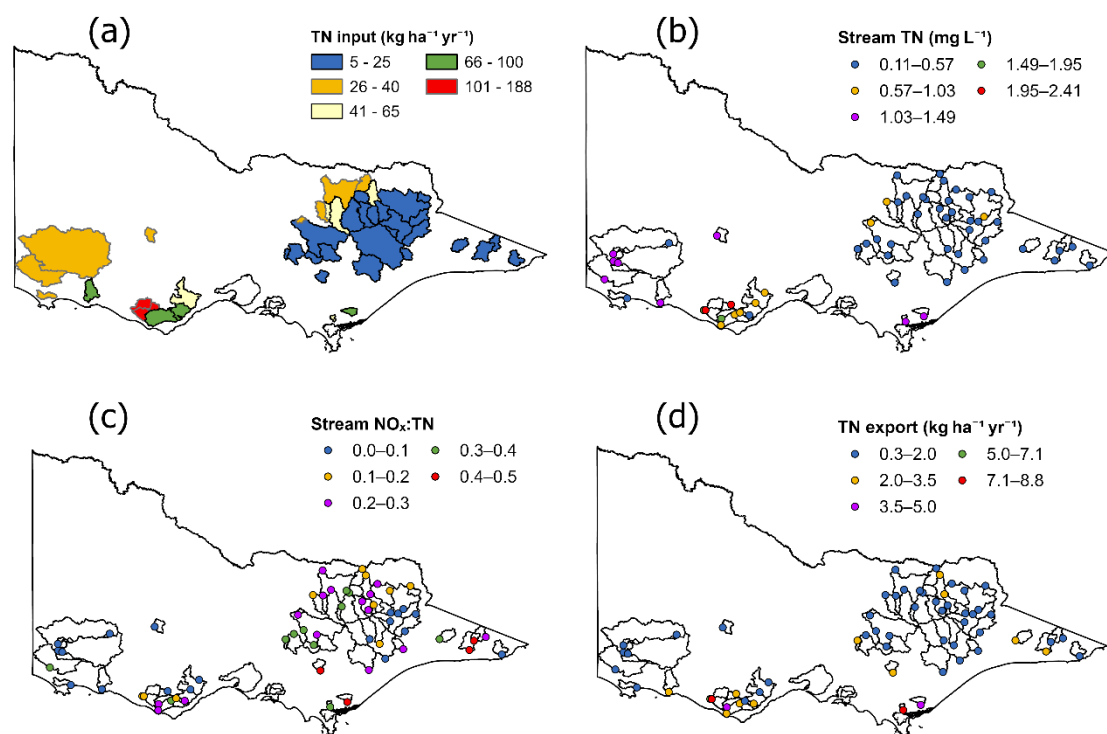 (a)
TN input (kg ha⁻¹ yr⁻¹)
5 - 25
66 - 100
26 - 40
101 - 188
41 - 65
(b)
Stream TN (mg L⁻¹)
0.11–0.57
1.49–1.95
0.57–1.03
1.95–2.41
1.03–1.49
(c)
Stream NOₓ:TN
0.0–0.1
0.3–0.4
0.1–0.2
0.4–0.5
0.2–0.3
(d)
TN export (kg ha⁻¹ yr⁻¹)
0.3–2.0
5.0–7.1
2.0–3.5
7.1–8.8
3.5–5.0